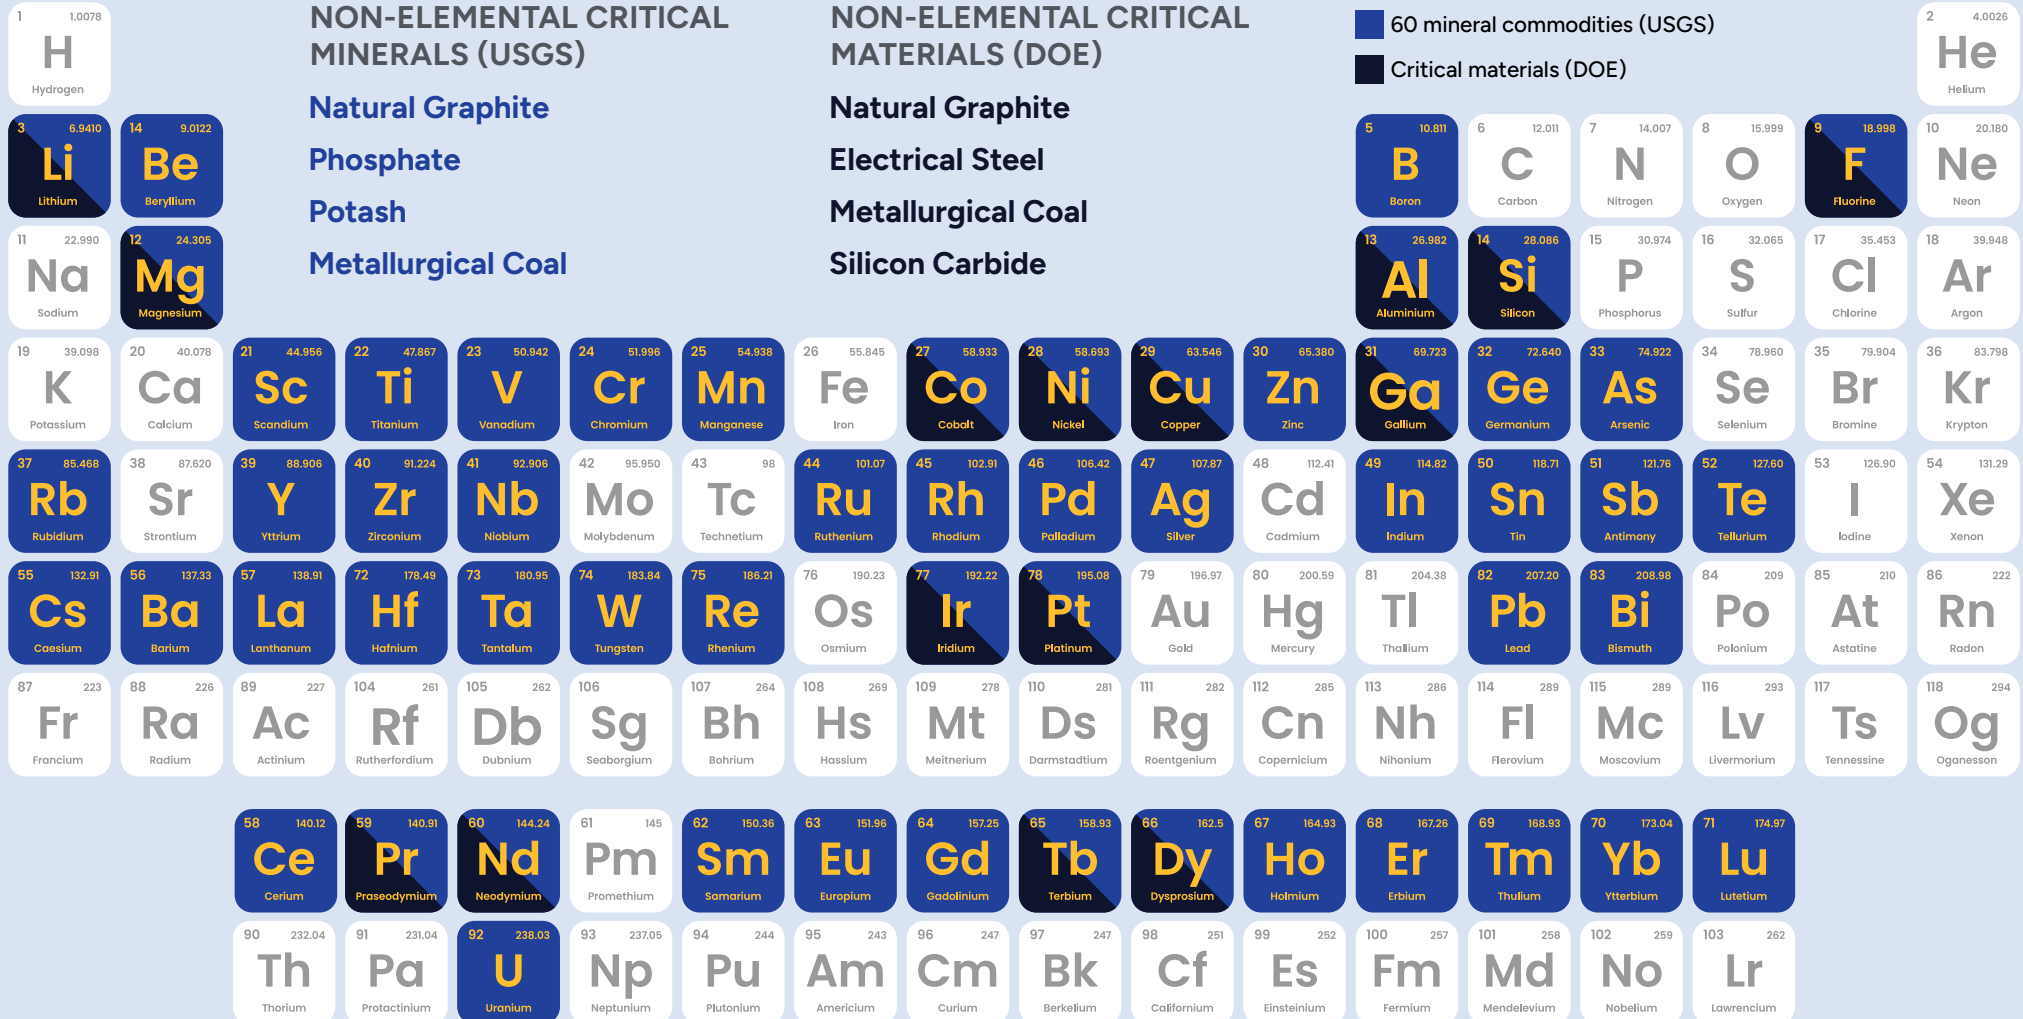 NON-ELEMENTAL CRITICAL
MINERALS (USGS)
Natural Graphite
Phosphate
Potash
Metallurgical Coal
NON-ELEMENTAL CRITICAL
MATERIALS (DOE)
Natural Graphite
Electrical Steel
Metallurgical Coal
Silicon Carbide
60 mineral commodities (USGS)
Critical materials (DOE)
1 1.0078
H
Hydrogen
2 4.0026
He
Helium
3 6.9410
Li
Lithium
14 9.0122
Be
Beryllium
5 10.811
B
Boron
6 12.011
C
Carbon
7 14.007
N
Nitrogen
8 15.999
O
Oxygen
9 18.998
F
Fluorine
10 20.180
Ne
Neon
11 22.990
Na
Sodium
12 24.305
Mg
Magnesium
13 26.982
Al
Aluminium
14 28.086
Si
Silicon
15 30.974
P
Phosphorus
16 32.065
S
Sulfur
17 35.453
Cl
Chlorine
18 39.948
Ar
Argon
19 39.098
K
Potassium
20 40.078
Ca
Calcium
21 44.956
Sc
Scandium
22 47.867
Ti
Titanium
23 50.942
V
Vanadium
24 51.996
Cr
Chromium
25 54.938
Mn
Manganese
26 55.845
Fe
Iron
27 58.933
Co
Cobalt
28 58.693
Ni
Nickel
29 63.546
Cu
Copper
30 65.380
Zn
Zinc
31 69.723
Ga
Gallium
32 72.640
Ge
Germanium
33 74.922
As
Arsenic
34 78.960
Se
Selenium
35 79.904
Br
Bromine
36 83.798
Kr
Krypton
37 85.468
Rb
Rubidium
38 87.620
Sr
Strontium
39 88.906
Y
Yttrium
40 91.224
Zr
Zirconium
41 92.906
Nb
Niobium
42 95.950
Mo
Molybdenum
43 98
Tc
Technetium
44 101.07
Ru
Ruthenium
45 102.91
Rh
Rhodium
46 106.42
Pd
Palladium
47 107.87
Ag
Silver
48 112.41
Cd
Cadmium
49 114.82
In
Indium
50 118.71
Sn
Tin
51 121.76
Sb
Antimony
52 127.60
Te
Tellurium
53 126.90
I
Iodine
54 131.29
Xe
Xenon
55 132.91
Cs
Caesium
56 137.33
Ba
Barium
57 138.91
La
Lanthanum
72 178.49
Hf
Hafnium
73 180.95
Ta
Tantalum
74 183.84
W
Tungsten
75 186.21
Re
Rhenium
76 190.23
Os
Osmium
77 192.22
Ir
Iridium
78 195.08
Pt
Platinum
79 196.97
Au
Gold
80 200.59
Hg
Mercury
81 204.38
Tl
Thallium
82 207.20
Pb
Lead
83 208.98
Bi
Bismuth
84 209
Po
Polonium
85 210
At
Astatine
86 222
Rn
Radon
87 223
Fr
Francium
88 226
Ra
Radium
89 227
Ac
Actinium
104 261
Rf
Rutherfordium
105 262
Db
Dubnium
106
Sg
Seaborgium
107 264
Bh
Bohrium
108 269
Hs
Hassium
109 278
Mt
Meitnerium
110 281
Ds
Darmstadtium
111 282
Rg
Roentgenium
112 285
Cn
Copernicium
113 286
Nh
Nihonium
114 289
Fl
Flerovium
115 289
Mc
Moscovium
116 293
Lv
Livermorium
117
Ts
Tennessine
118 294
Og
Oganesson
58 140.12
Ce
Cerium
59 140.91
Pr
Praseodymium
60 144.24
Nd
Neodymium
61 145
Pm
Promethium
62 150.36
Sm
Samarium
63 151.96
Eu
Europium
64 157.25
Gd
Gadolinium
65 158.93
Tb
Terbium
66 162.5
Dy
Dysprosium
67 164.93
Ho
Holmium
68 167.26
Er
Erbium
69 168.93
Tm
Thulium
70 173.04
Yb
Ytterbium
71 174.97
Lu
Lutetium
90 232.04
Th
Thorium
91 231.04
Pa
Protactinium
92 238.03
U
Uranium
93 237.05
Np
Neptunium
94 244
Pu
Plutonium
95 243
Am
Americium
96 247
Cm
Curium
97 247
Bk
Berkelium
98 251
Cf
Californium
99 252
Es
Einsteinium
100 257
Fm
Fermium
101 258
Md
Mendelevium
102 259
No
Nobelium
103 262
Lr
Lawrencium